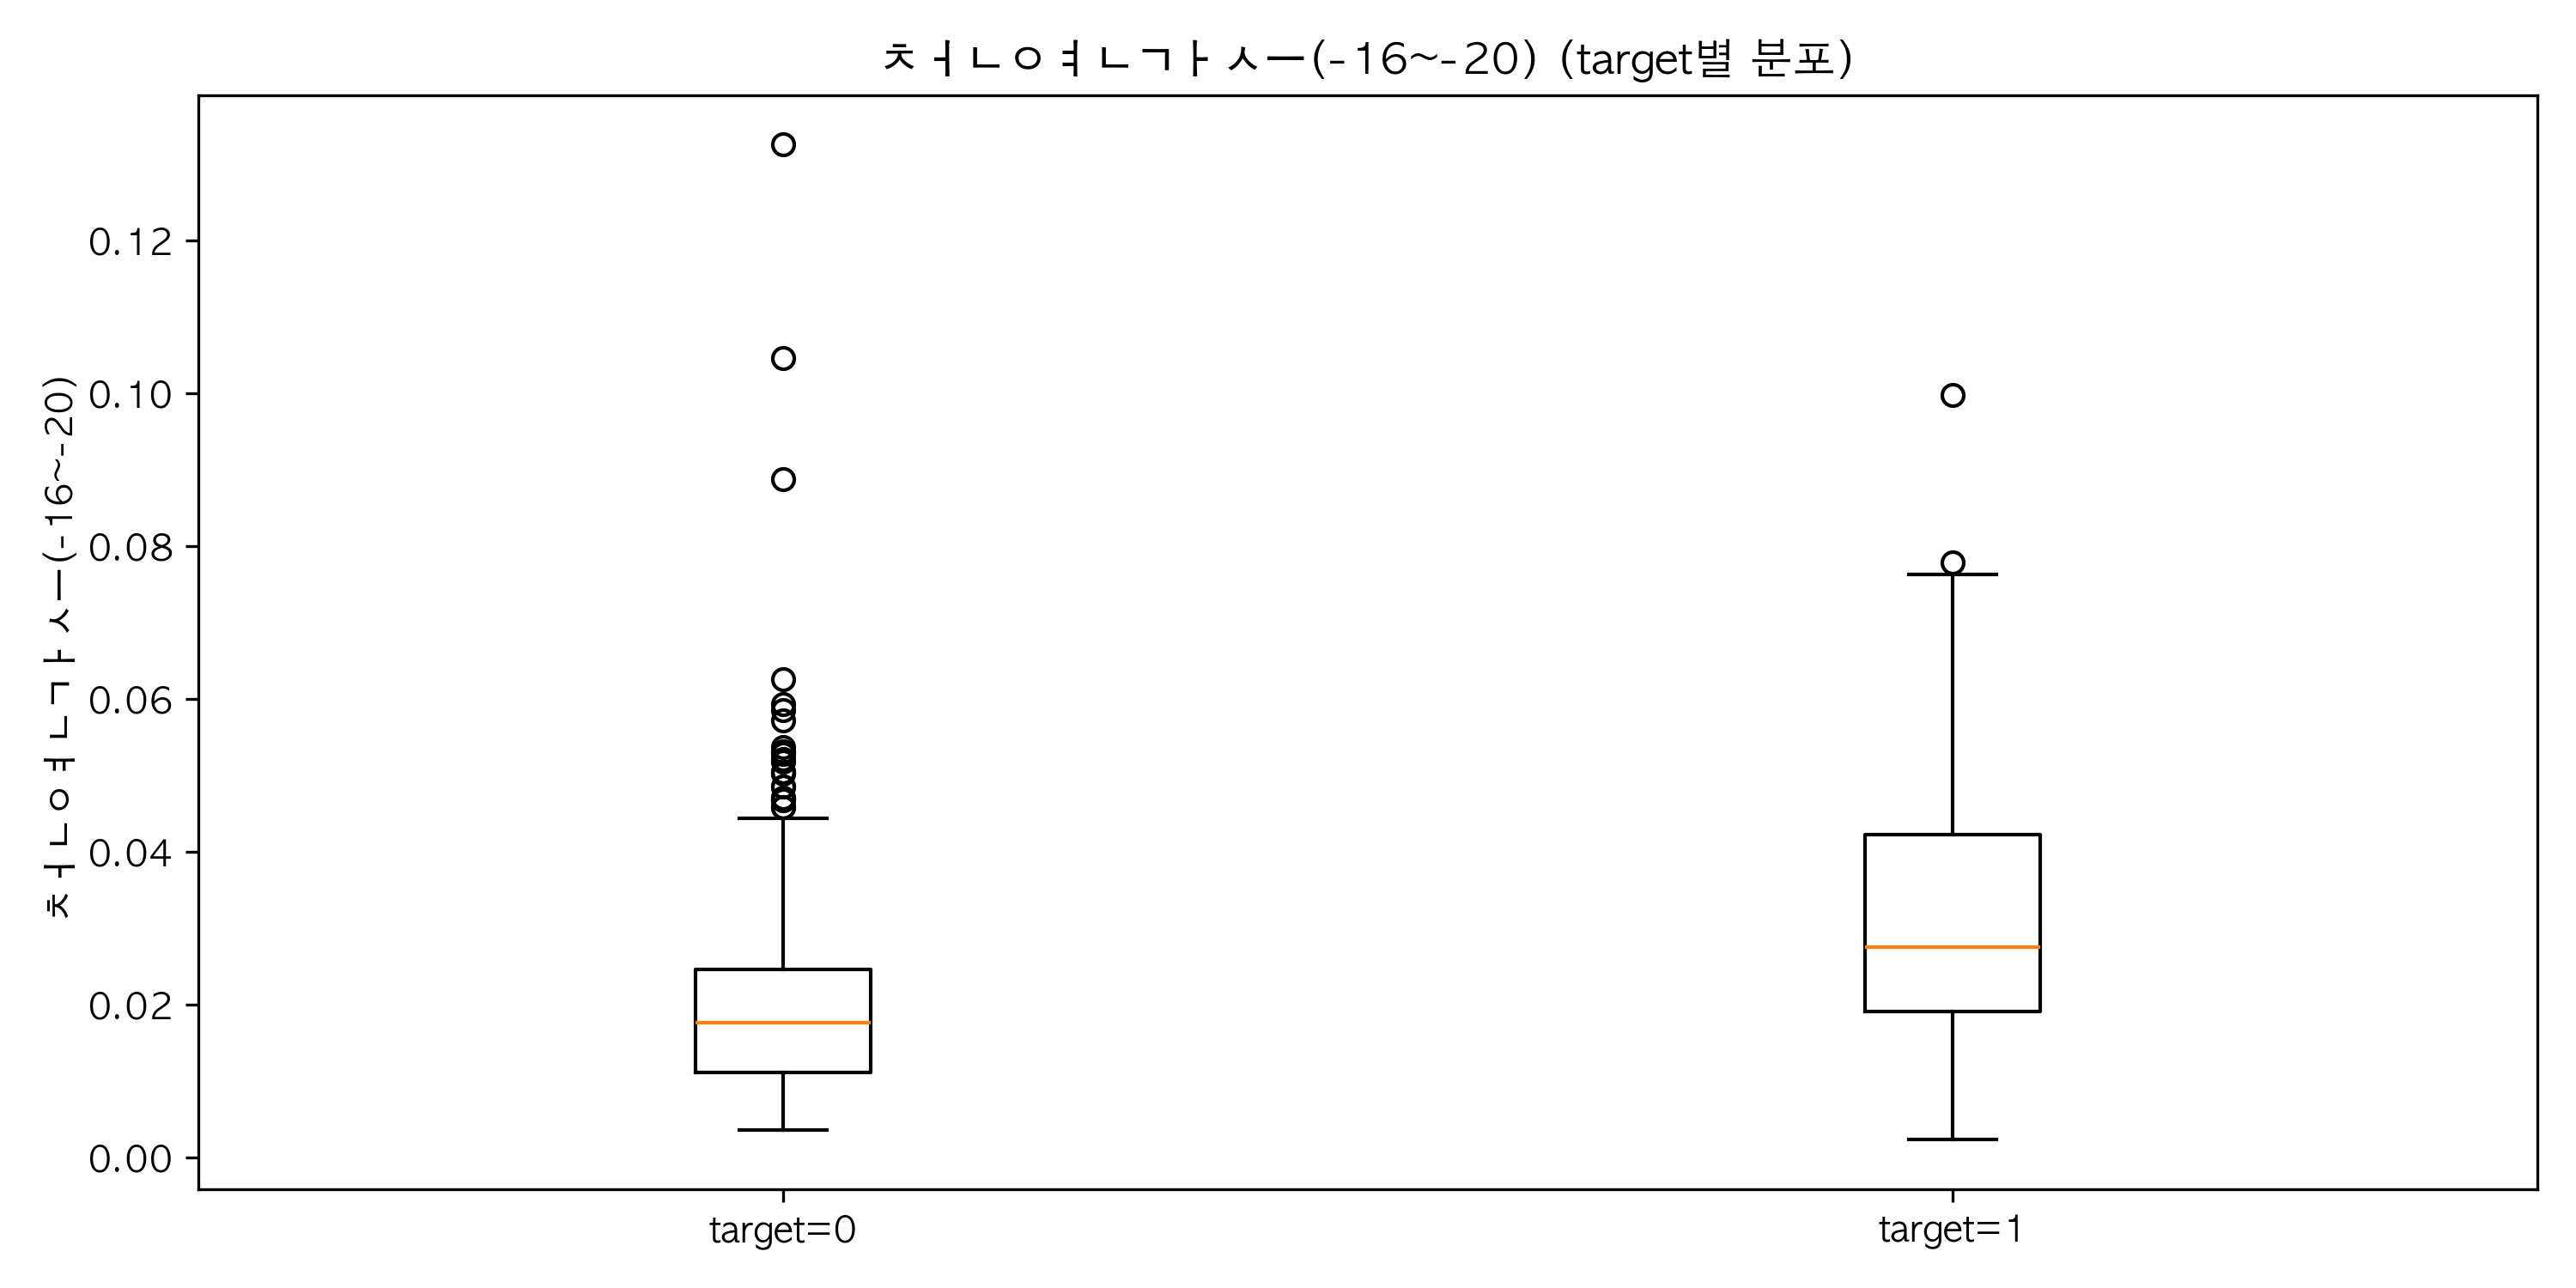 ㅊㅓㄴㅇㅕㄴㄱㅏㅅㅡ(-16~-20) (target별 분포)
ㅊㅓㄴㅇㅕㄴㄱㅏㅅㅡ(-16~-20)
0.12
0.10
0.08
0.06
0.04
0.02
0.00
target=0
target=1